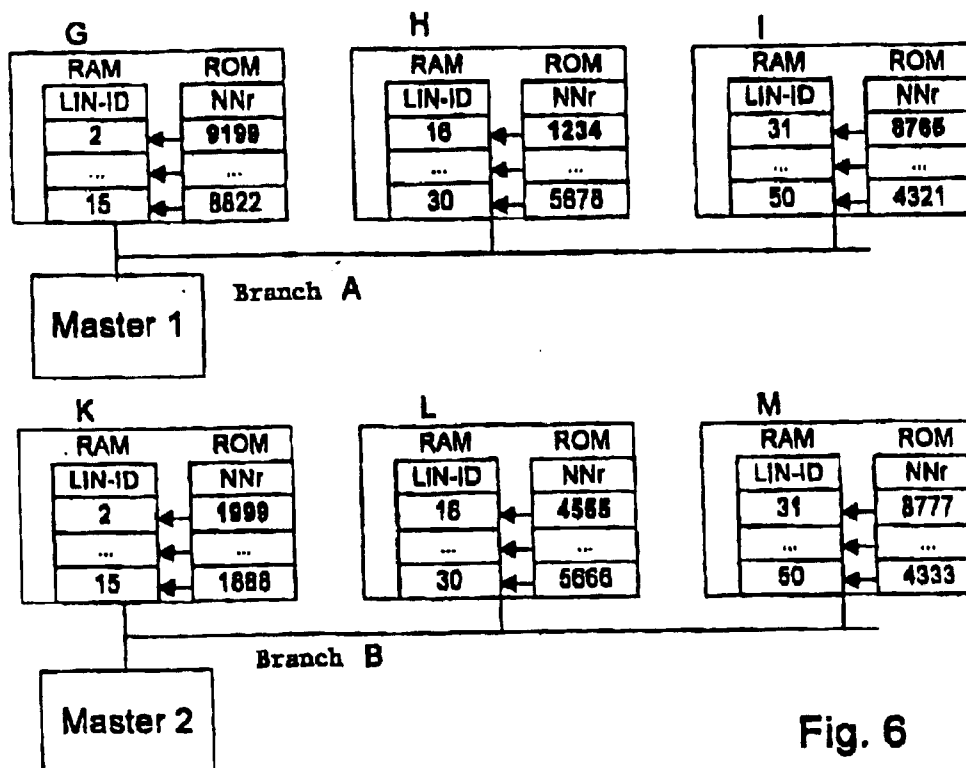 G H I
RAM ROM RAM ROM RAM ROM
LIN-ID NNr LIN-ID NNr LIN-ID NNr
2 9199 16 1234 31 8765
... ... ... ... ... ...
15 8822 30 5678 50 4321
Branch A
Master 1
K L M
RAM ROM RAM ROM RAM ROM
LIN-ID NNr LIN-ID NNr LIN-ID NNr
2 1999 16 31 8777
... ... ... ... ... ...
15 30 50 4333
Branch B
Master 2
Fig. 6